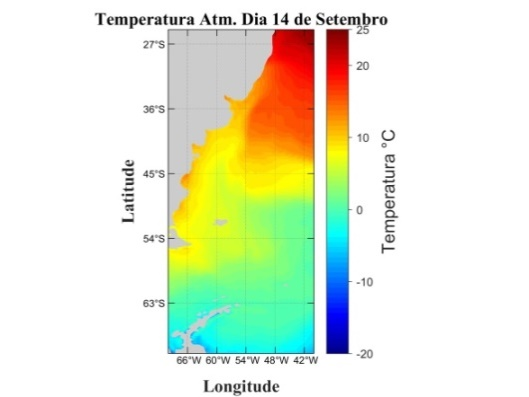 Temperatura Atm. Dia 14 de Setembro
27°S
36°S
45°S
54°S
63°S
66°W 60°W 54°W 48°W 42°W
Latitude
Longitude
25
20
10
0
-10
-20
Temperatura °C